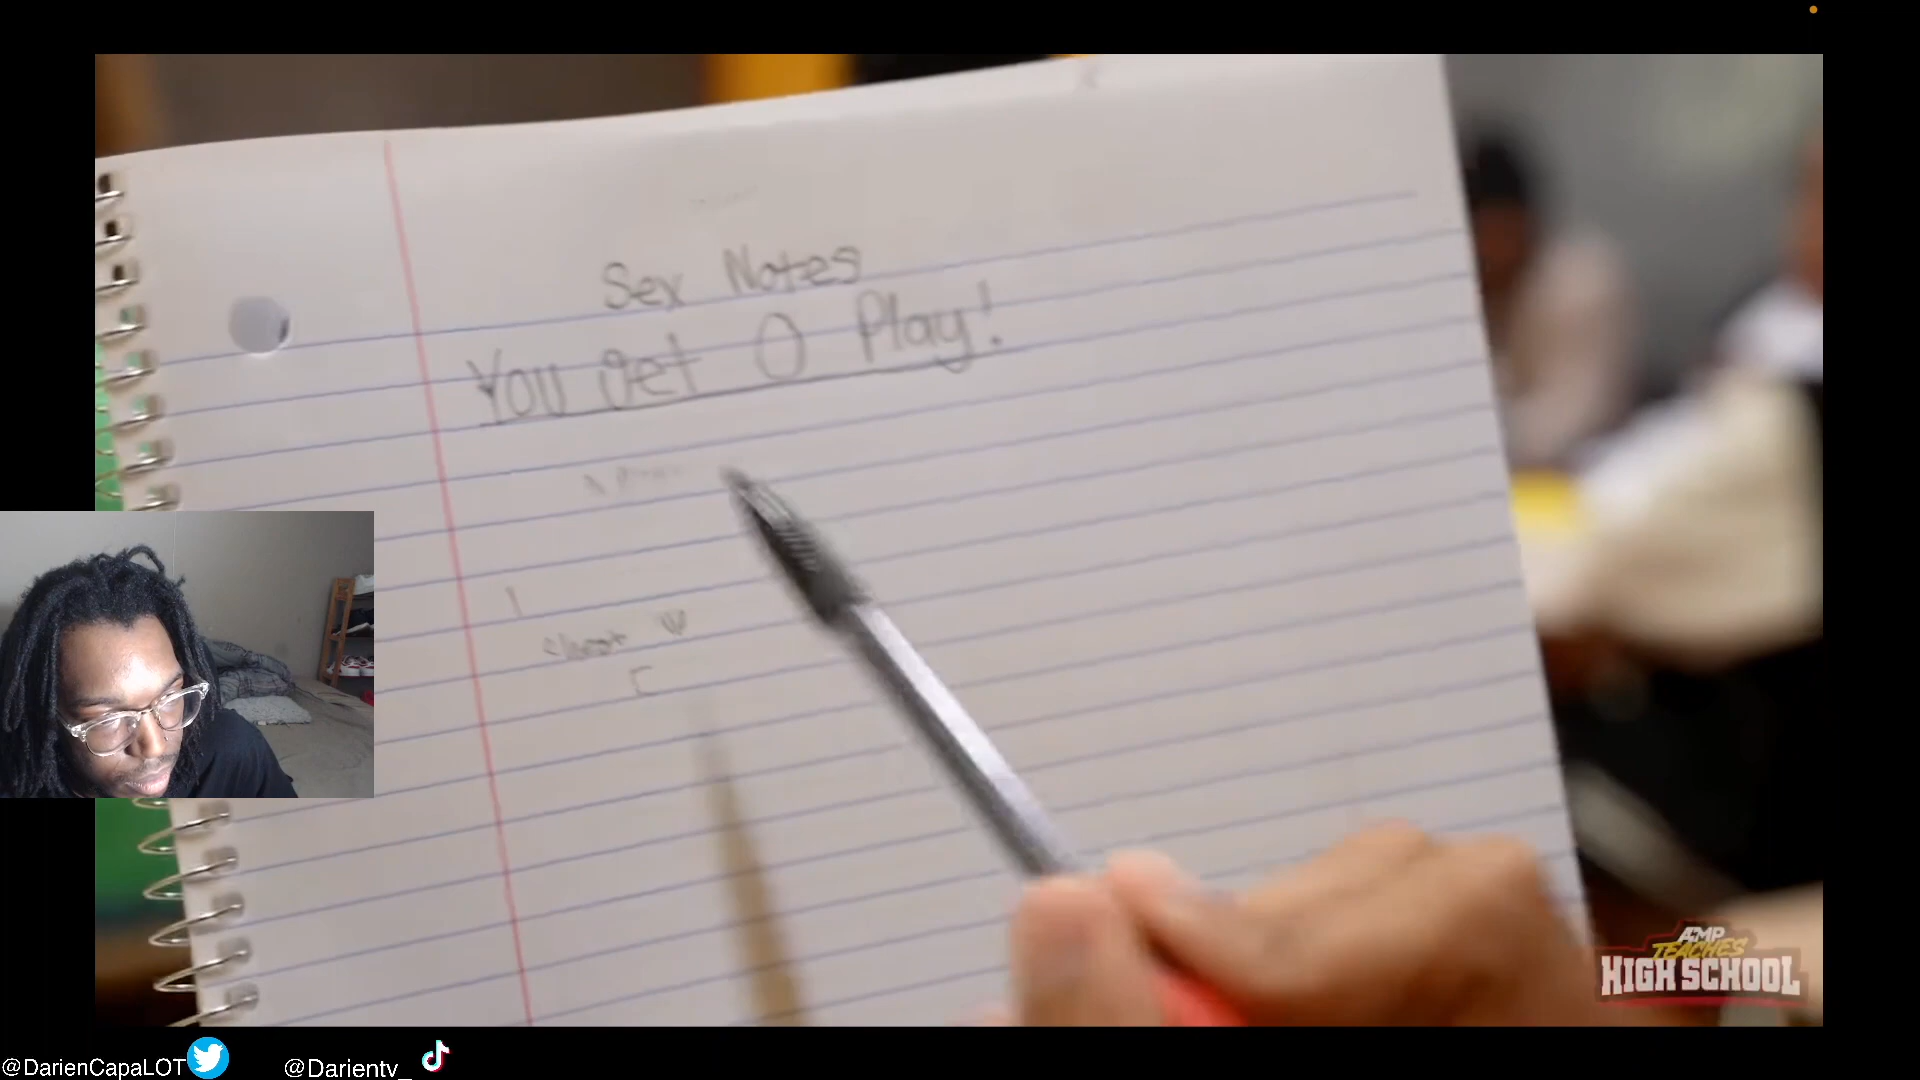 Sex Notes
You get 0 Play!
AMP
TEACHES
HIGH SCHOOL
@DarienCapaLOT
@Darientv_